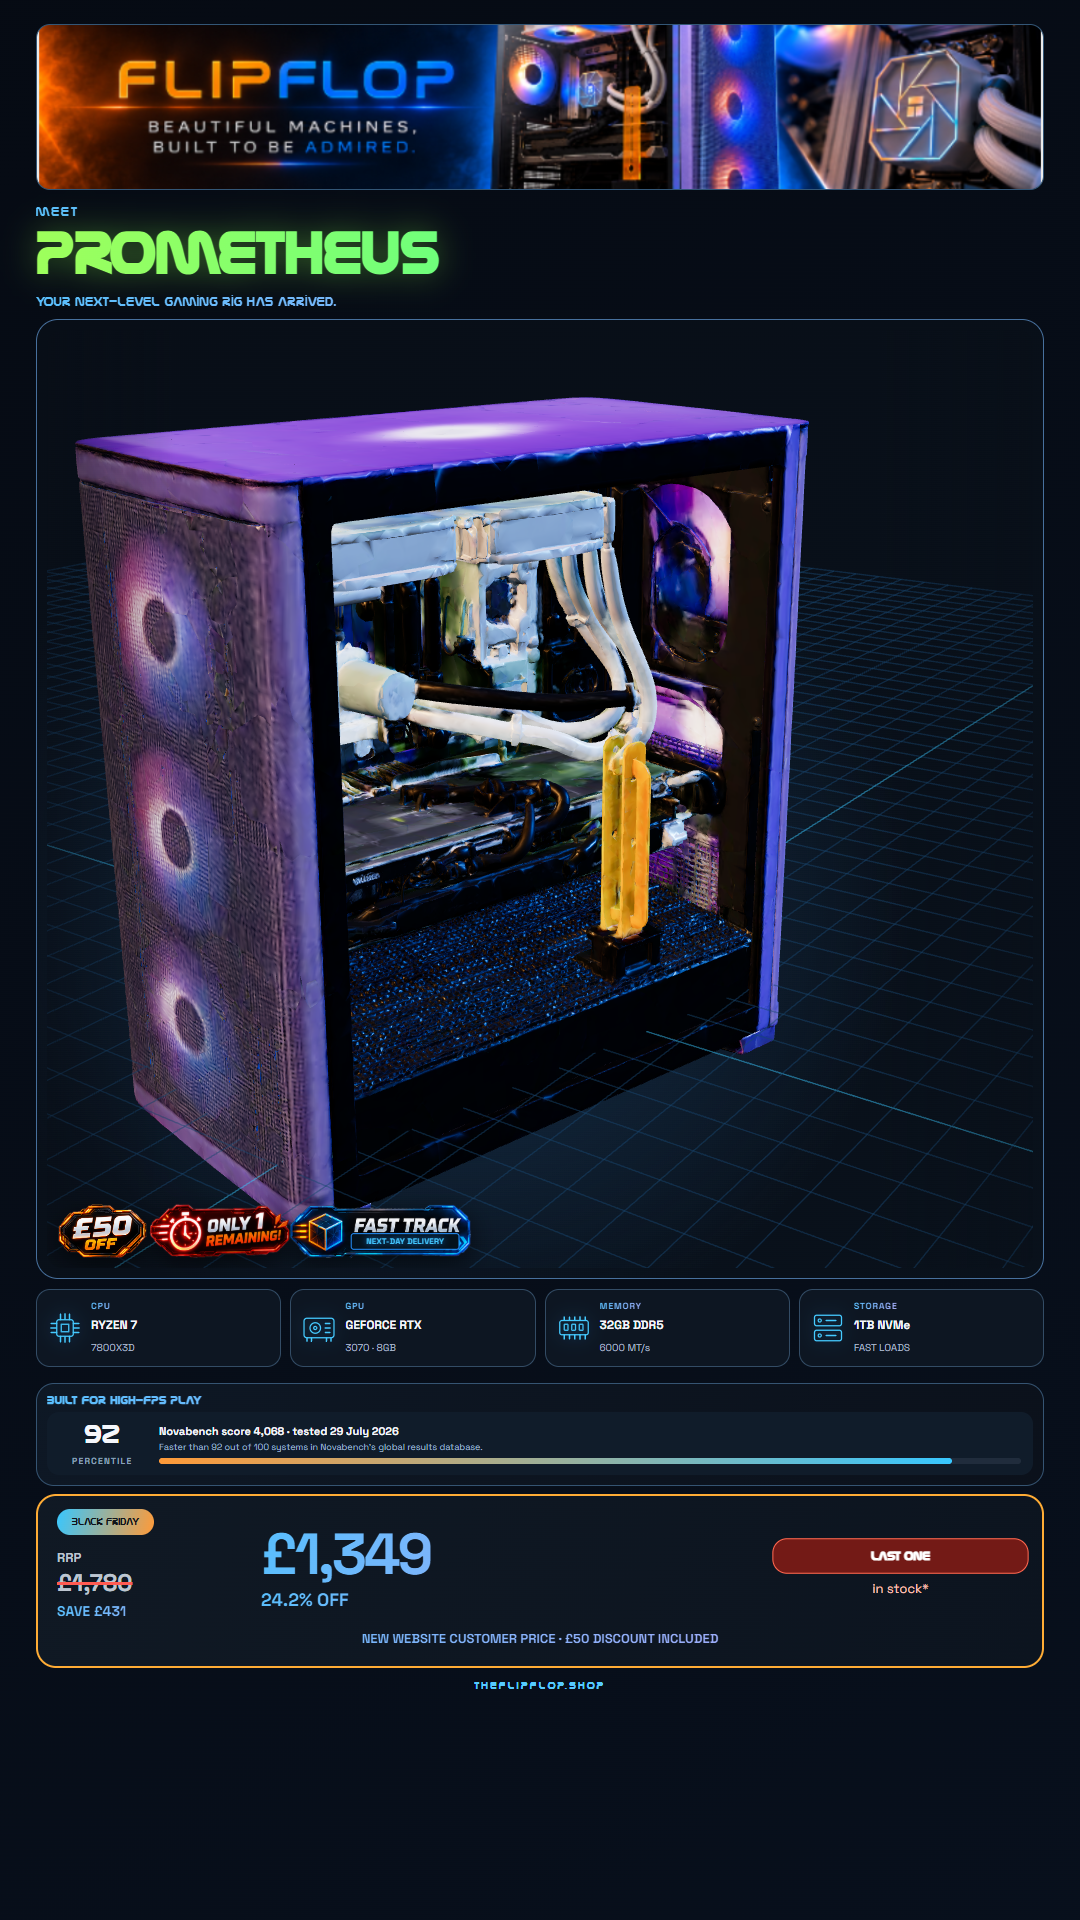 FLIPFLOP
BEAUTIFUL MACHINES,
BUILT TO BE ADMIRED.
MEET
PROMETHEUS
YOUR NEXT-LEVEL GAMING RIG HAS ARRIVED.
£50
OFF
ONLY 1
REMAINING!
FAST TRACK
NEXT-DAY DELIVERY
CPU
RYZEN 7
7800X3D
GPU
GEFORCE RTX
3070 · 8GB
MEMORY
32GB DDR5
6000 MT/s
STORAGE
1TB NVMe
FAST LOADS
BUILT FOR HIGH-FPS PLAY
92
PERCENTILE
Novabench score 4,068 · tested 29 July 2026
Faster than 92 out of 100 systems in Novabench's global results database.
BLACK FRIDAY
RRP
£1,780
SAVE £431
£1,349
24.2% OFF
LAST ONE
in stock*
NEW WEBSITE CUSTOMER PRICE · £50 DISCOUNT INCLUDED
THEFLIPFLOP.SHOP